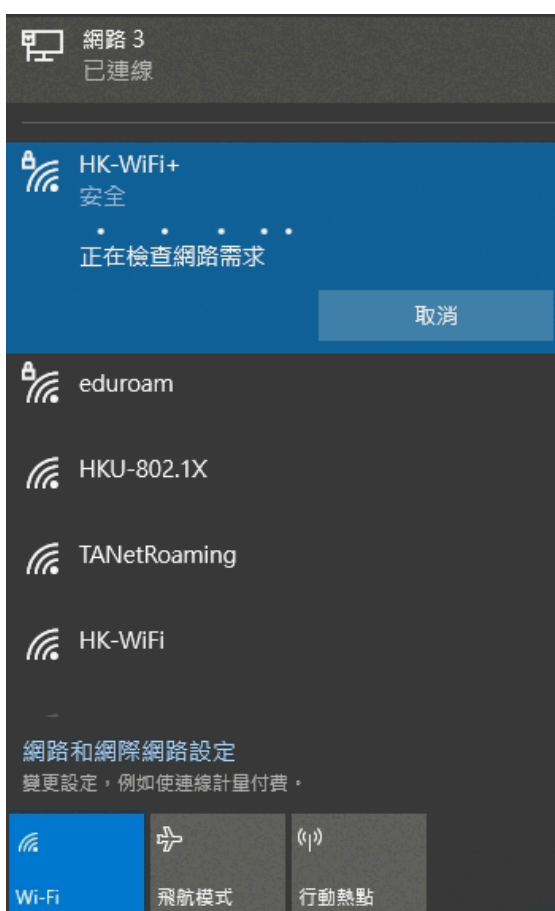 網路 3
已連線
HK-WiFi+
安全
正在檢查網路需求
取消
eduroam
HKU-802.1X
TANetRoaming
HK-WiFi
網路和網際網路設定
變更設定，例如使連線計量付費。
Wi-Fi
飛航模式
行動熱點